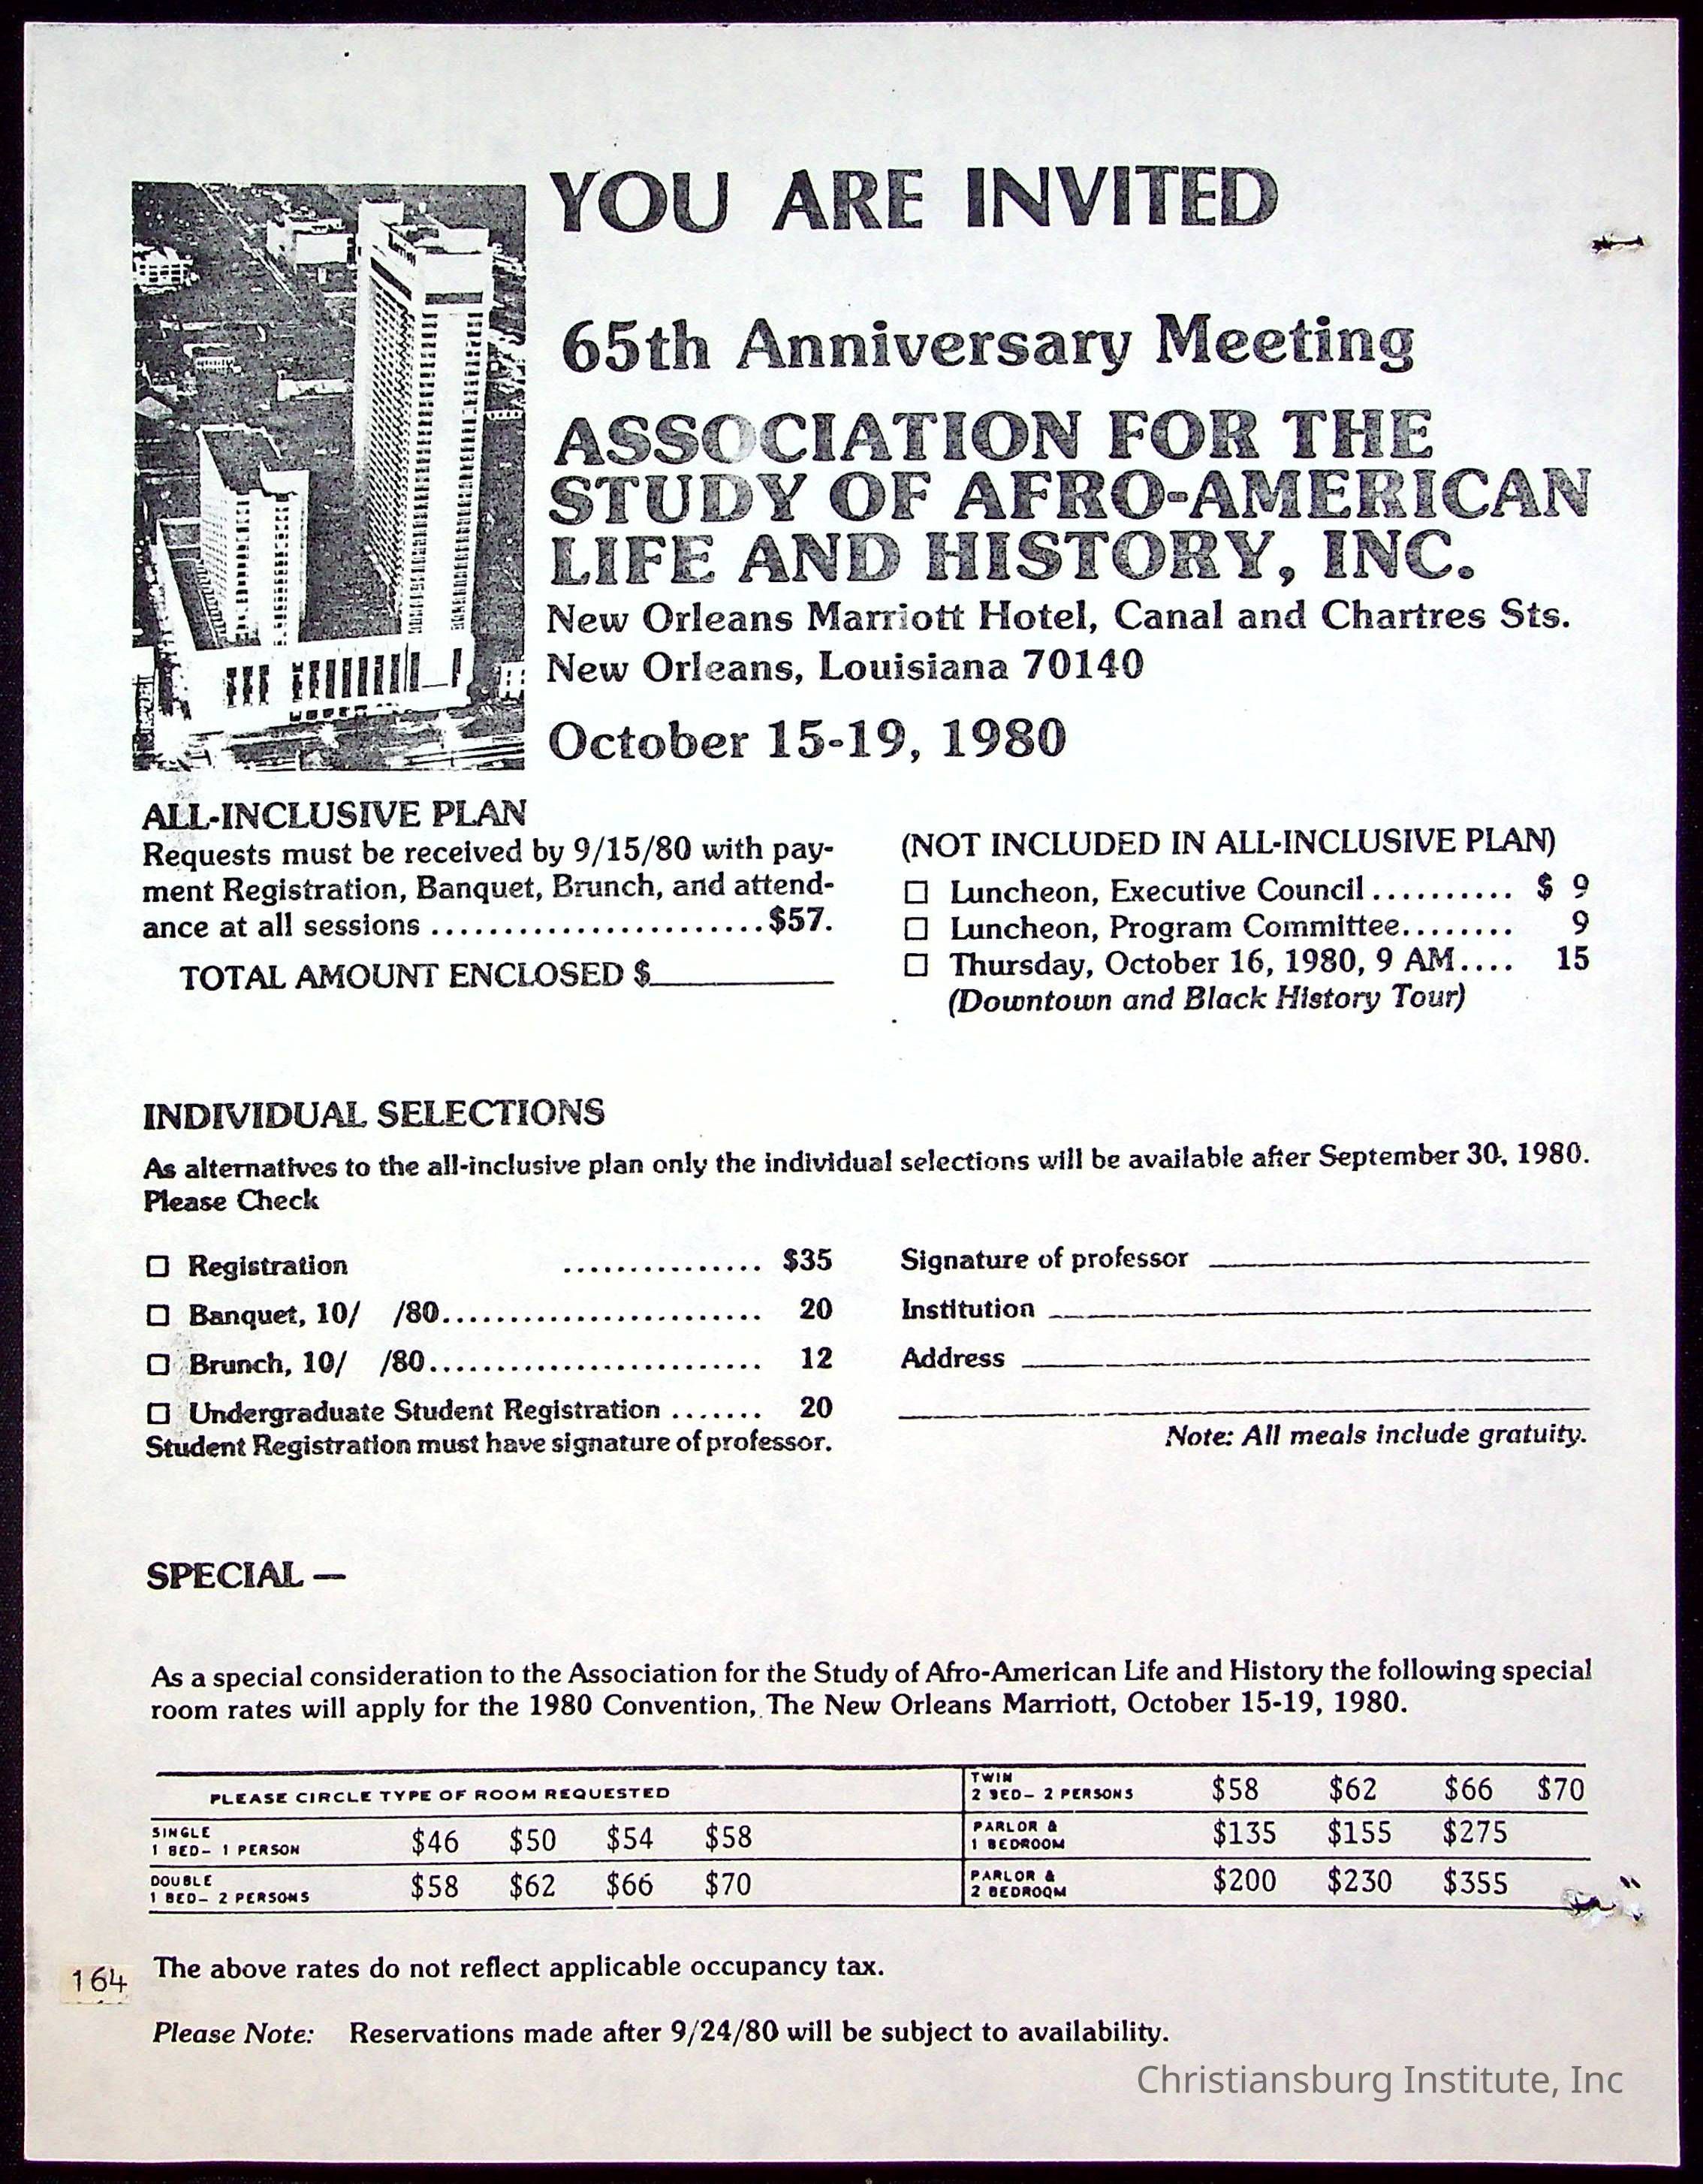 YOU ARE INVITED
65th Anniversary Meeting
ASSOCIATION FOR THE
STUDY OF AFRO-AMERICAN
LIFE AND HISTORY, INC.
New Orleans Marriott Hotel, Canal and Chartres Sts.
New Orleans, Louisiana 70140
October 15-19, 1980
ALL-INCLUSIVE PLAN
Requests must be received by 9/15/80 with pay-
ment Registration, Banquet, Brunch, and attend-
ance at all sessions ........................ $57.
TOTAL AMOUNT ENCLOSED $____________
(NOT INCLUDED IN ALL-INCLUSIVE PLAN)
☐ Luncheon, Executive Council .......... $ 9
☐ Luncheon, Program Committee........ 9
☐ Thursday, October 16, 1980, 9 AM.... 15
(Downtown and Black History Tour)
INDIVIDUAL SELECTIONS
As alternatives to the all-inclusive plan only the individual selections will be available after September 30, 1980.
Please Check
☐ Registration ............... $35
☐ Banquet, 10/ /80........................ 20
☐ Brunch, 10/ /80......................... 12
☐ Undergraduate Student Registration ....... 20
Student Registration must have signature of professor.
Signature of professor ____________
Institution ____________
Address ____________
Note: All meals include gratuity.
SPECIAL —
As a special consideration to the Association for the Study of Afro-American Life and History the following special
room rates will apply for the 1980 Convention, The New Orleans Marriott, October 15-19, 1980.
PLEASE CIRCLE TYPE OF ROOM REQUESTED
SINGLE
1 BED- 1 PERSON $46 $50 $54 $58
DOUBLE
1 BED- 2 PERSONS $58 $62 $66 $70
TWIN
2 BED- 2 PERSONS $58 $62 $66 $70
PARLOR &
1 BEDROOM $135 $155 $275
PARLOR &
2 BEDROOM $200 $230 $355
The above rates do not reflect applicable occupancy tax.
164
Please Note: Reservations made after 9/24/80 will be subject to availability.
Christiansburg Institute, Inc